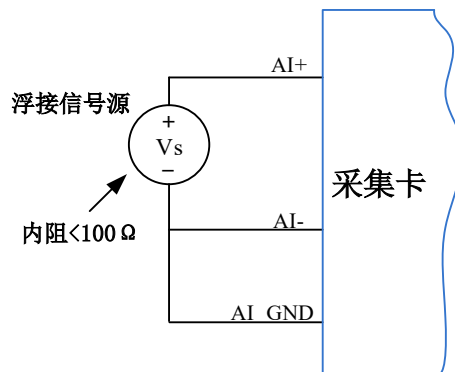 AI+
浮接信号源
+
Vs
−
采集卡
内阻<100Ω
AI-
AI_GND